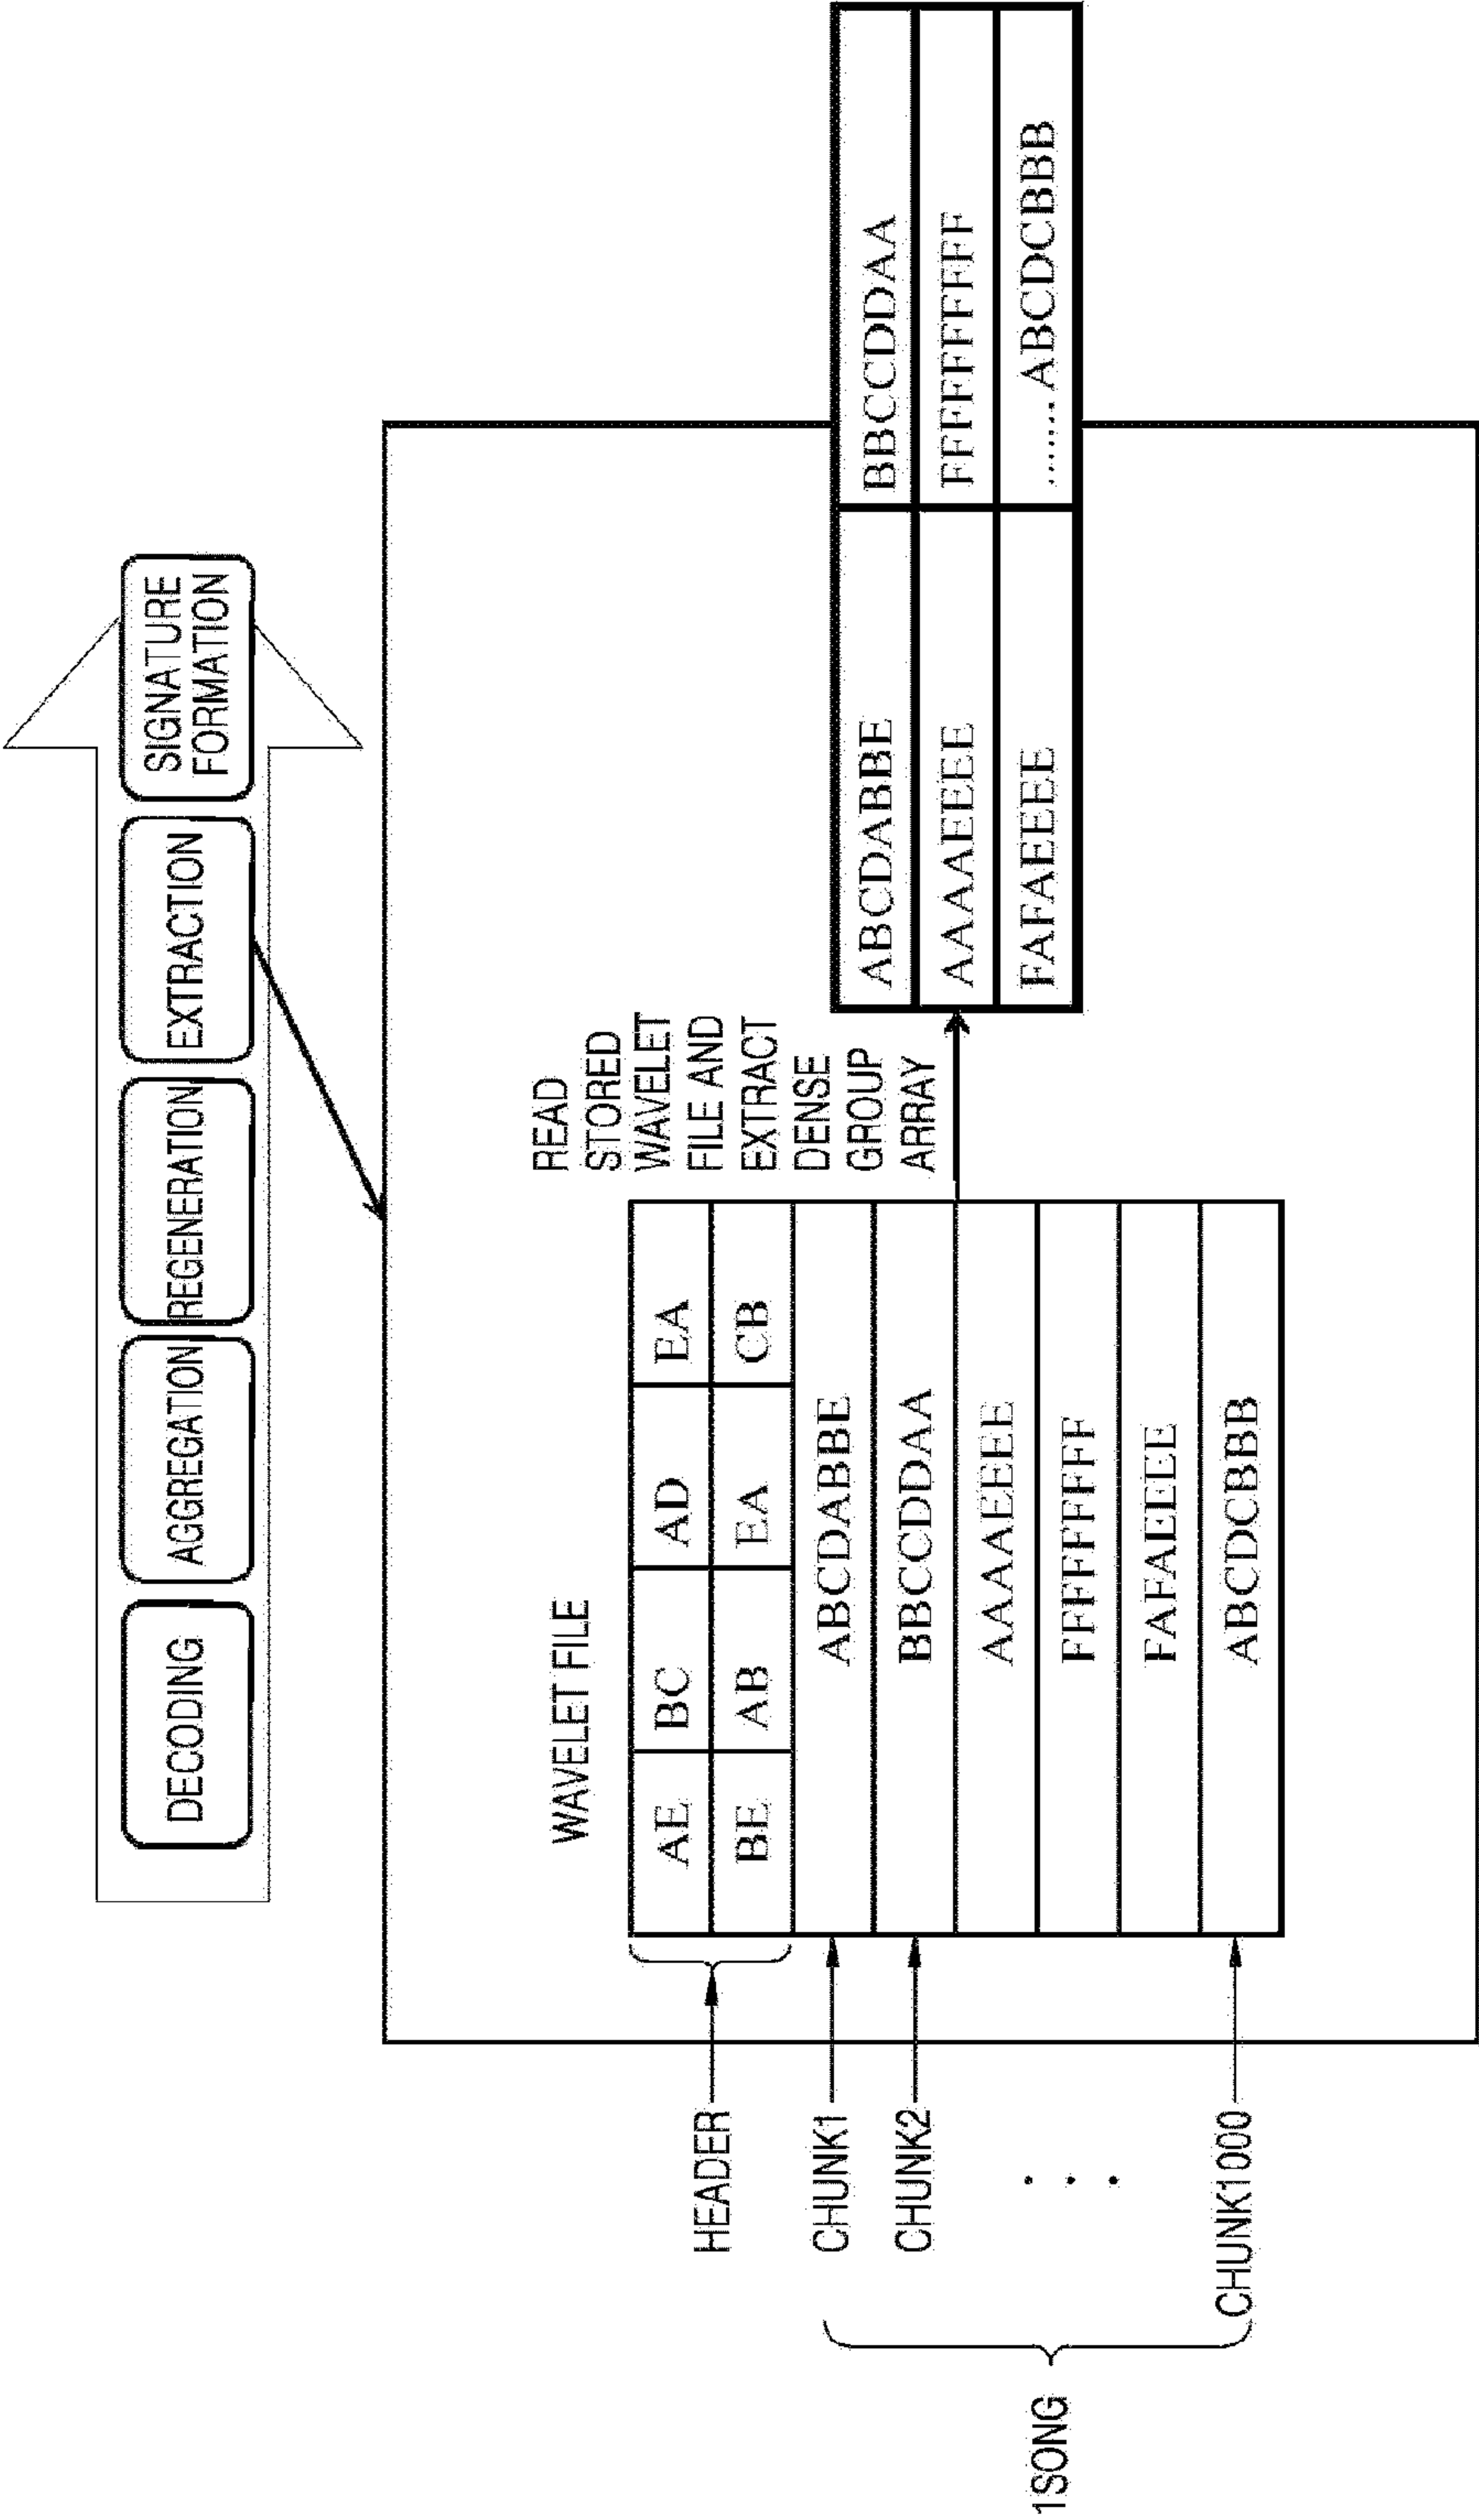 DECODING
AGGREGATION
REGENERATION
EXTRACTION
SIGNATURE
FORMATION
WAVELET FILE
HEADER
AE BC AD EA
BE AB EA CB
CHUNK1
ABCDABBE
CHUNK2
BBCCDDAA
AAAAEEEE
FFFFFFFF
FAFAEEEE
CHUNK1000
ABCDCBBB
1SONG
READ
STORED
WAVELET
FILE AND
EXTRACT
DENSE
GROUP
ARRAY
ABCDABBE BBCCDDAA
AAAAEEEE FFFFFFFF
FAFAEEEE ....... ABCDCBBB